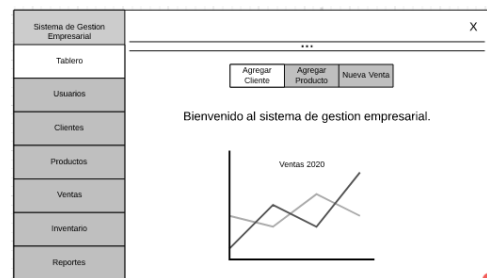 Sistema de Gestion
Empresarial
X
Tablero
Agregar
Cliente
Agregar
Producto
Nueva Venta
Usuarios
Bienvenido al sistema de gestion empresarial.
Clientes
Productos
Ventas 2020
Ventas
Inventario
Reportes